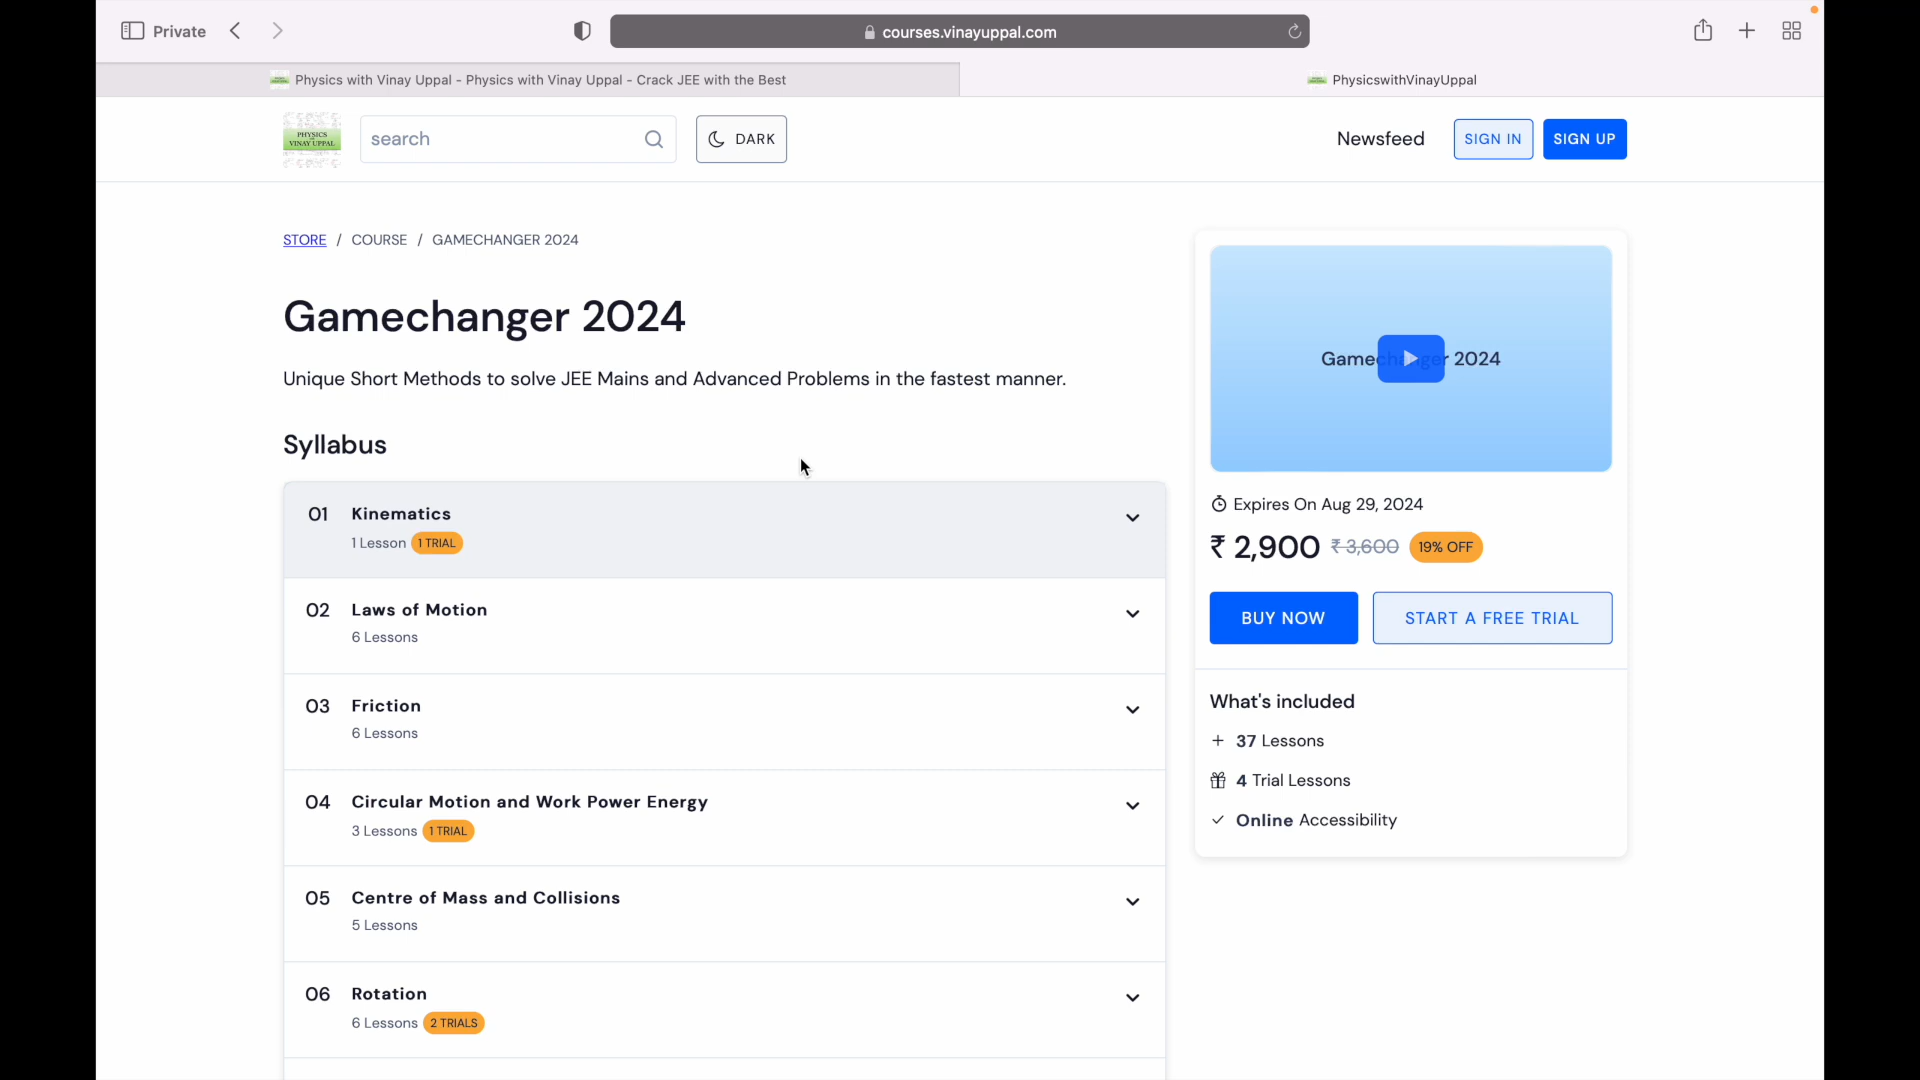 Private
courses.vinayuppal.com
Physics with Vinay Uppal - Physics with Vinay Uppal - Crack JEE with the Best
PhysicswithVinayUppal
PHYSICS
VINAY UPPAL
search
DARK
Newsfeed
SIGN IN
SIGN UP
STORE / COURSE / GAMECHANGER 2024
Gamechanger 2024
Unique Short Methods to solve JEE Mains and Advanced Problems in the fastest manner.
Syllabus
01 Kinematics
1 Lesson 1 TRIAL
02 Laws of Motion
6 Lessons
03 Friction
6 Lessons
04 Circular Motion and Work Power Energy
3 Lessons 1 TRIAL
05 Centre of Mass and Collisions
5 Lessons
06 Rotation
6 Lessons 2 TRIALS
Gamechanger 2024
Expires On Aug 29, 2024
₹ 2,900 ₹ 3,600 19% OFF
BUY NOW
START A FREE TRIAL
What's included
+ 37 Lessons
4 Trial Lessons
Online Accessibility